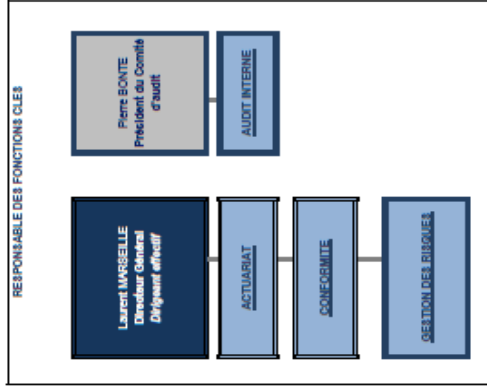 RESPONSABLE DES FONCTIONS CLES
Laurent MARSEILLE
Directeur Général
Dirigeant effectif
ACTUARIAT
CONFORMITE
GESTION DES RISQUES
Pierre BONTE
Président du Comité
d'audit
AUDIT INTERNE